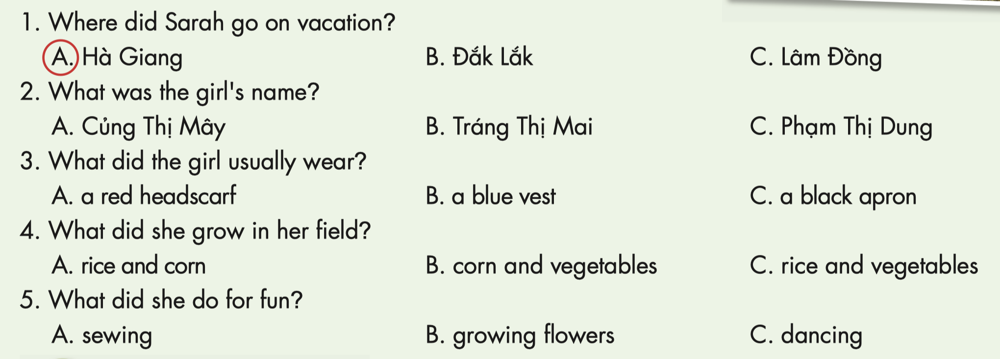 1. Where did Sarah go on vacation?
A. Hà Giang B. Đắk Lắk C. Lâm Đồng
2. What was the girl's name?
A. Củng Thị Mây B. Tráng Thị Mai C. Phạm Thị Dung
3. What did the girl usually wear?
A. a red headscarf B. a blue vest C. a black apron
4. What did she grow in her field?
A. rice and corn B. corn and vegetables C. rice and vegetables
5. What did she do for fun?
A. sewing B. growing flowers C. dancing